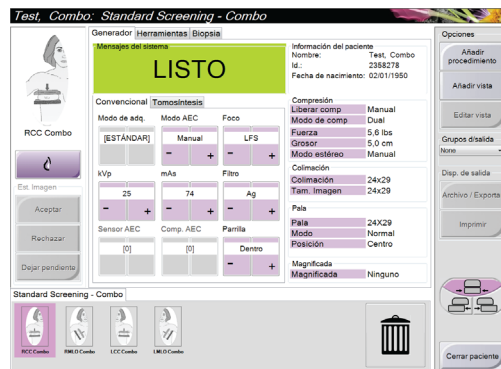 Test, Combo: Standard Screening - Combo
Generador Herramientas Biopsia
Mensajes del sistema
LISTO
Información del paciente
Nombre: Test, Combo
Id.: 2358278
Fecha de nacimiento: 02/01/1950
RCC Combo
Est. Imagen
Aceptar
Rechazar
Dejar pendiente
Convencional Tomosíntesis
Modo de adq. Modo AEC Foco
[ESTÁNDAR] Manual LFS
- + - +
kVp mAs Filtro
25 74 Ag
- + - + - +
Sensor AEC Comp. AEC Parrilla
[0] [0] Dentro
- +
Compresión
Liberar comp Manual
Modo de comp Dual
Fuerza 5,6 lbs
Grosor 5,0 cm
Modo estéreo Manual
Colimación
Colimación 24x29
Tam. Imagen 24x29
Pala
Pala 24X29
Modo Normal
Posición Centro
Magnificada
Magnificada Ninguno
Opciones
Añadir procedimiento
Añadir vista
Editar vista
Grupos d/salida
None
Disp. de salida
Archivo / Exporta
Imprimir
Cerrar paciente
Standard Screening - Combo
RCC Combo RMLO Combo LCC Combo LMLO Combo